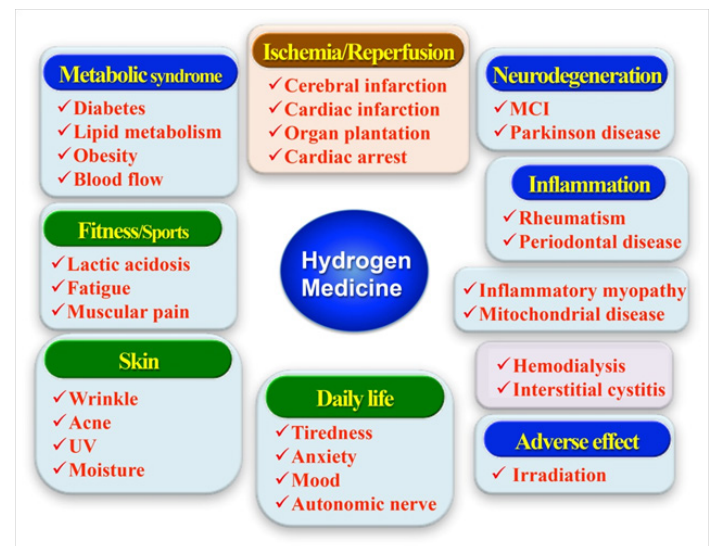 Metabolic syndrome
✓Diabetes
✓Lipid metabolism
✓Obesity
✓Blood flow
Ischemia/Reperfusion
✓Cerebral infarction
✓Cardiac infarction
✓Organ plantation
✓Cardiac arrest
Neurodegeneration
✓MCI
✓Parkinson disease
Inflammation
✓Rheumatism
✓Periodontal disease
Fitness/Sports
✓Lactic acidosis
✓Fatigue
✓Muscular pain
Hydrogen
Medicine
✓Inflammatory myopathy
✓Mitochondrial disease
✓Hemodialysis
✓Interstitial cystitis
Skin
✓Wrinkle
✓Acne
✓UV
✓Moisture
Daily life
✓Tiredness
✓Anxiety
✓Mood
✓Autonomic nerve
Adverse effect
✓Irradiation